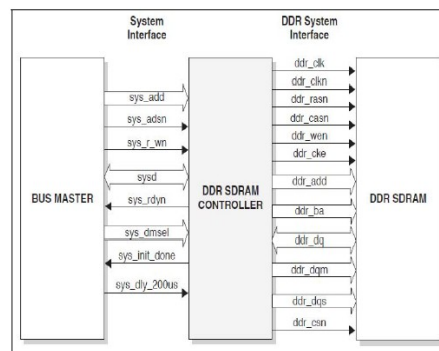 System
Interface
DDR System
Interface
BUS MASTER
sys_add
sys_adsn
sys_r_wn
sysd
sys_rdyn
sys_dmsel
sys_init_done
sys_dly_200us
DDR SDRAM
CONTROLLER
ddr_clk
ddr_clkn
ddr_rasn
ddr_casn
ddr_wen
ddr_cke
ddr_add
ddr_ba
ddr_dq
ddr_dqm
ddr_dqs
ddr_csn
DDR SDRAM